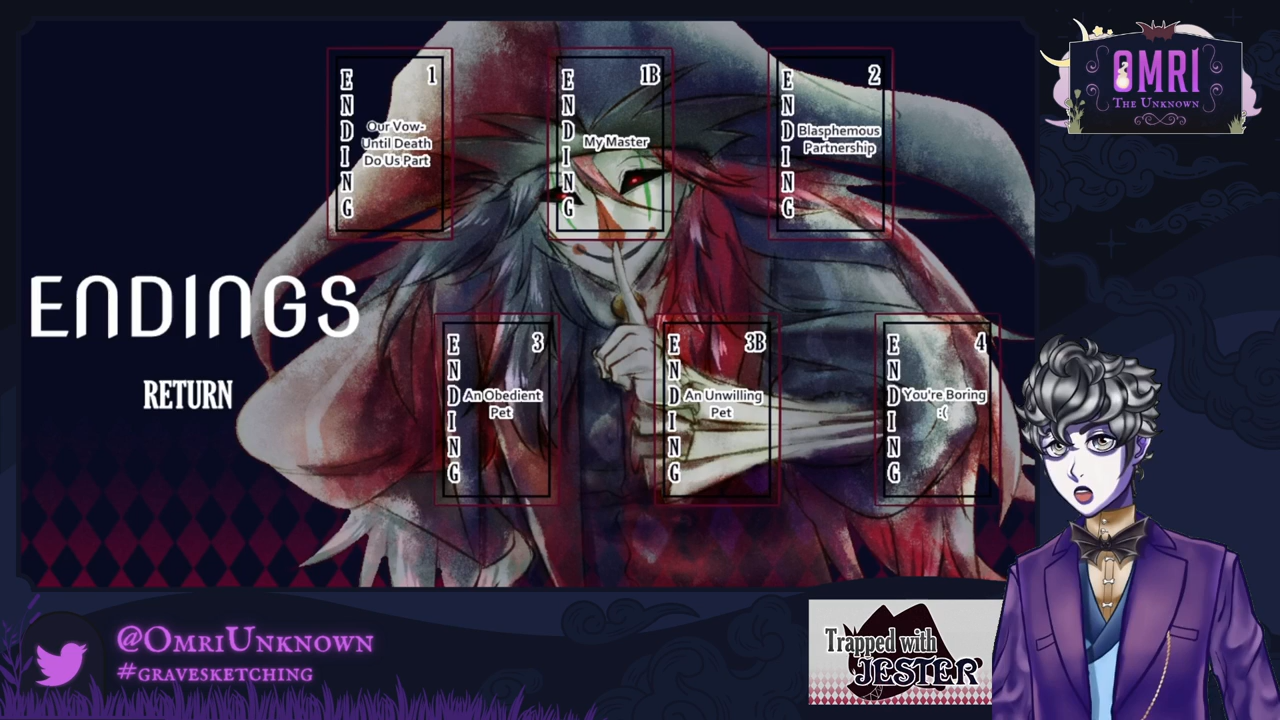 ENDING
1
Our Vow-
Until Death
Do Us Part
ENDING
1B
My Master
ENDING
2
Blasphemous
Partnership
OMRI
THE UNKNOWN
ENDINGS
RETURN
ENDING
3
An Obedient
Pet
ENDING
3B
An Unwilling
Pet
ENDING
4
You're Boring
:(
@OMRIUNKNOWN
#GRAVESKETCHING
Trapped with
JESTER